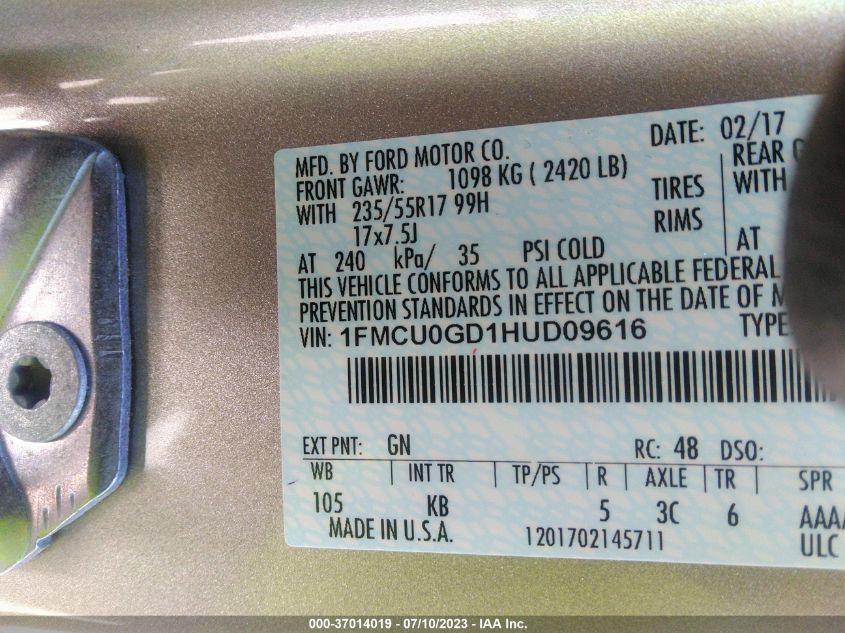 DATE: 02/17
MFD. BY FORD MOTOR CO.
FRONT GAWR: 1098 KG ( 2420 LB)
REAR
WITH 235/55R17 99H TIRES WITH
17x7.5J RIMS
AT 240 kPa/ 35 PSI COLD AT
THIS VEHICLE CONFORMS TO ALL APPLICABLE FEDERAL
PREVENTION STANDARDS IN EFFECT ON THE DATE OF
VIN: 1FMCU0GD1HUD09616 TYPE
EXT PNT: GN RC: 48 DSO:
WB INT TR TP/PS R AXLE TR SPR
105 KB 5 3C 6 AAAA
MADE IN U.S.A. 1201702145711 ULC
000-37014019 - 07/10/2023 - IAA Inc.